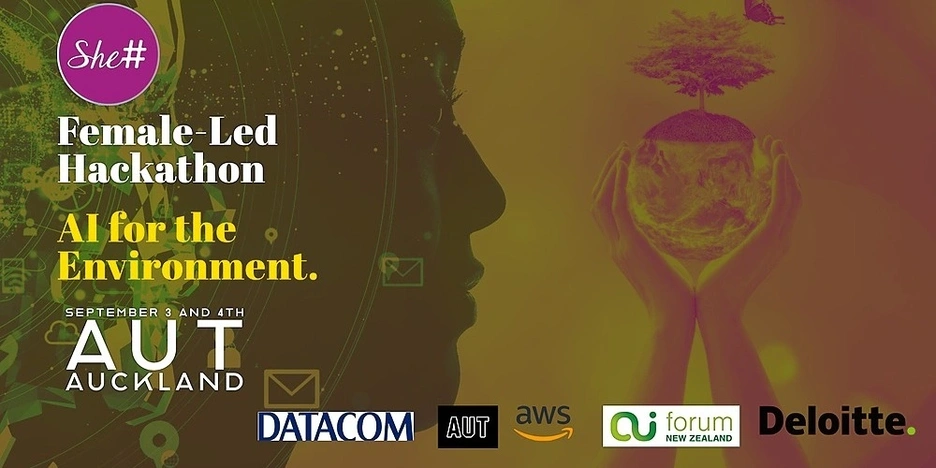 She#
Female-Led
Hackathon
AI for the
Environment.
SEPTEMBER 3 AND 4TH
AUT
AUCKLAND
DATACOM
AUT
aws
ai forum
NEW ZEALAND
Deloitte.